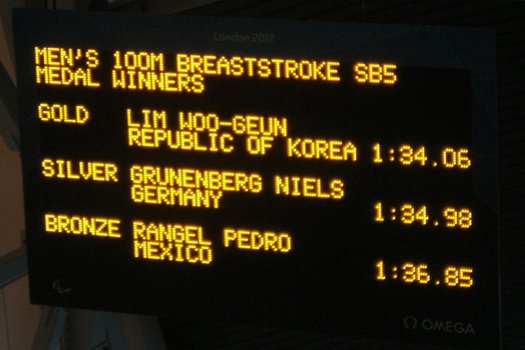 London 2012
MEN'S 100M BREASTSTROKE SB5
MEDAL WINNERS
GOLD LIM WOO-GEUN
REPUBLIC OF KOREA 1:34.06
SILVER GRUNENBERG NIELS
GERMANY 1:34.98
BRONZE RANGEL PEDRO
MEXICO 1:36.85
OMEGA